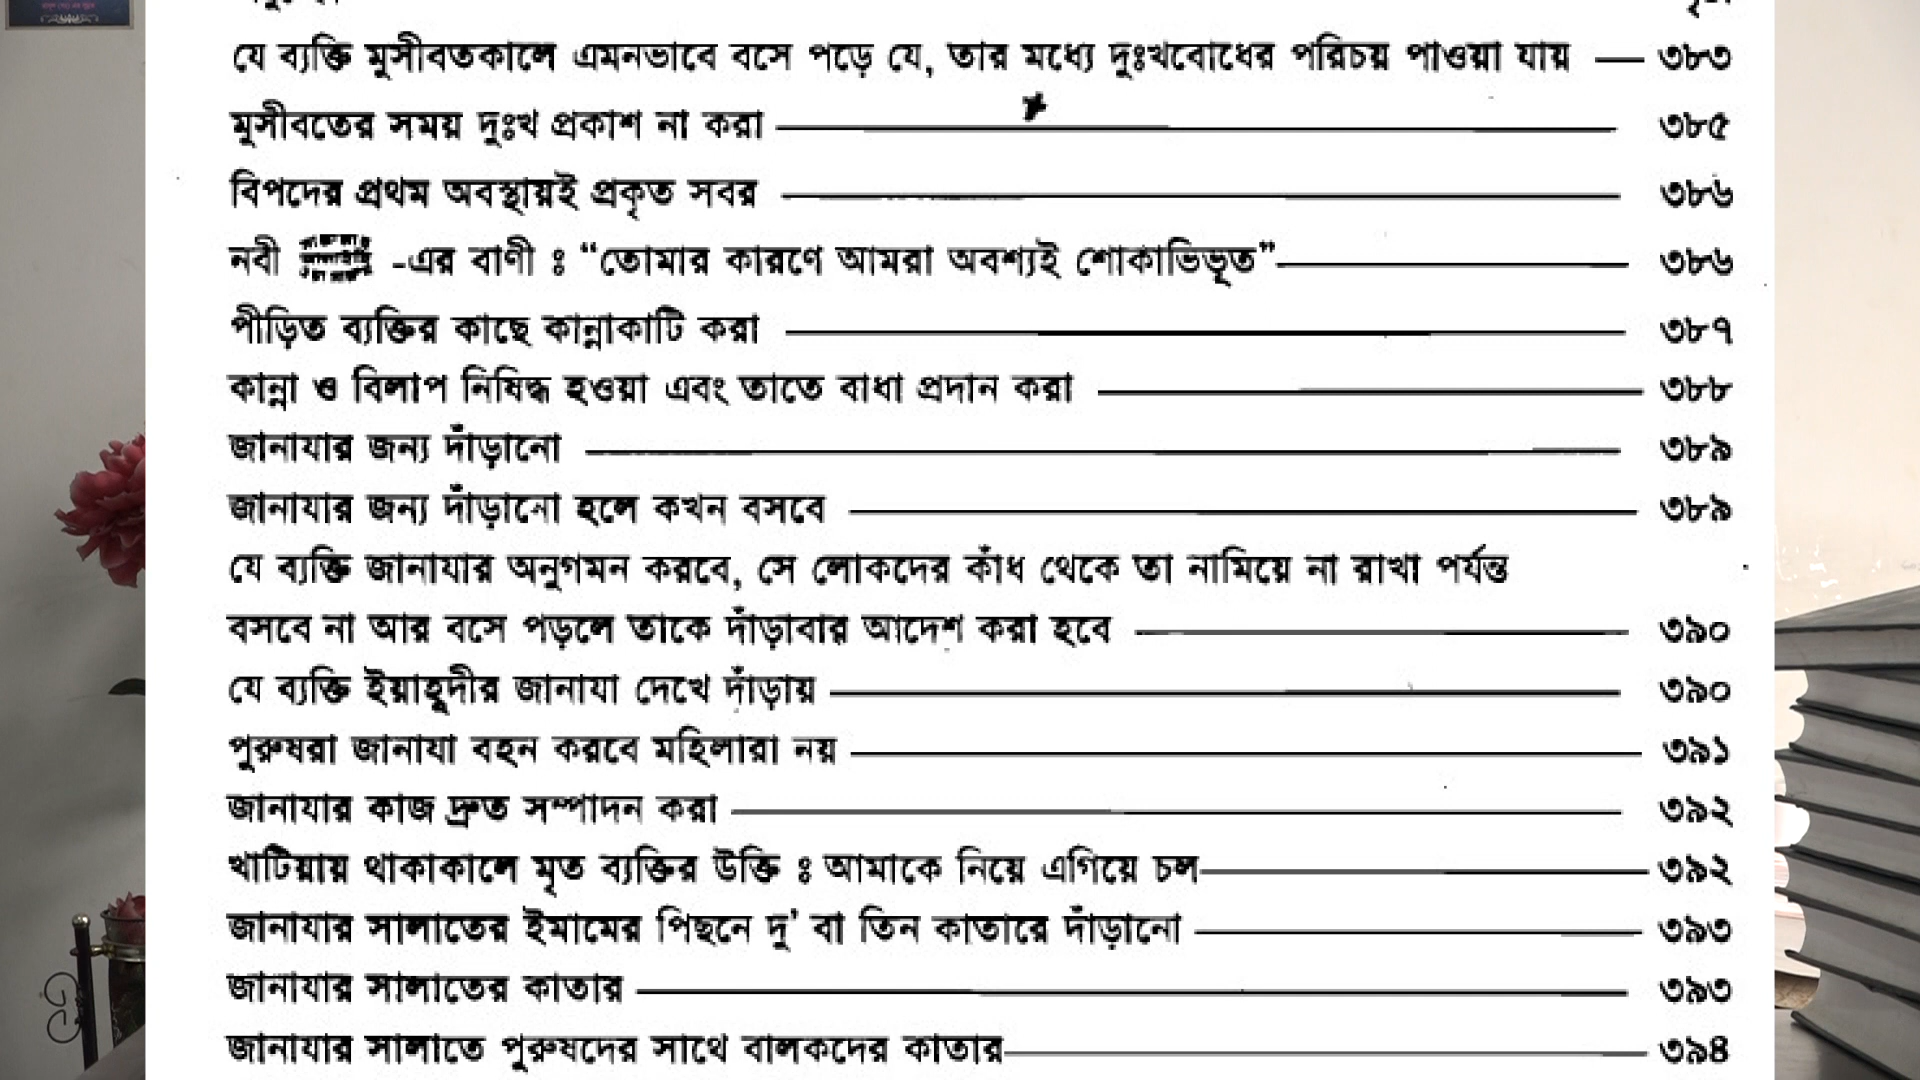 যে ব্যক্তি মুসীবতকালে এমনভাবে বসে পড়ে যে, তার মধ্যে দুঃখবোধের পরিচয় পাওয়া যায় — ৩৮৩
মুসীবতের সময় দুঃখ প্রকাশ না করা — ৩৮৫
বিপদের প্রথম অবস্থায়ই প্রকৃত সবর — ৩৮৬
নবী -এর বাণী ঃ “তোমার কারণে আমরা অবশ্যই শোকাভিভূত” — ৩৮৬
পীড়িত ব্যক্তির কাছে কান্নাকাটি করা — ৩৮৭
কান্না ও বিলাপ নিষিদ্ধ হওয়া এবং তাতে বাধা প্রদান করা — ৩৮৮
জানাযার জন্য দাঁড়ানো — ৩৮৯
জানাযার জন্য দাঁড়ানো হলে কখন বসবে — ৩৮৯
যে ব্যক্তি জানাযার অনুগমন করবে, সে লোকদের কাঁধ থেকে তা নামিয়ে না রাখা পর্যন্ত
বসবে না আর বসে পড়লে তাকে দাঁড়াবার আদেশ করা হবে — ৩৯০
যে ব্যক্তি ইয়াহূদীর জানাযা দেখে দাঁড়ায় — ৩৯০
পুরুষরা জানাযা বহন করবে মহিলারা নয় — ৩৯১
জানাযার কাজ দ্রুত সম্পাদন করা — ৩৯২
খাটিয়ায় থাকাকালে মৃত ব্যক্তির উক্তি ঃ আমাকে নিয়ে এগিয়ে চল — ৩৯২
জানাযার সালাতের ইমামের পিছনে দু’ বা তিন কাতারে দাঁড়ানো — ৩৯৩
জানাযার সালাতের কাতার — ৩৯৩
জানাযার সালাতে পুরুষদের সাথে বালকদের কাতার — ৩৯৪